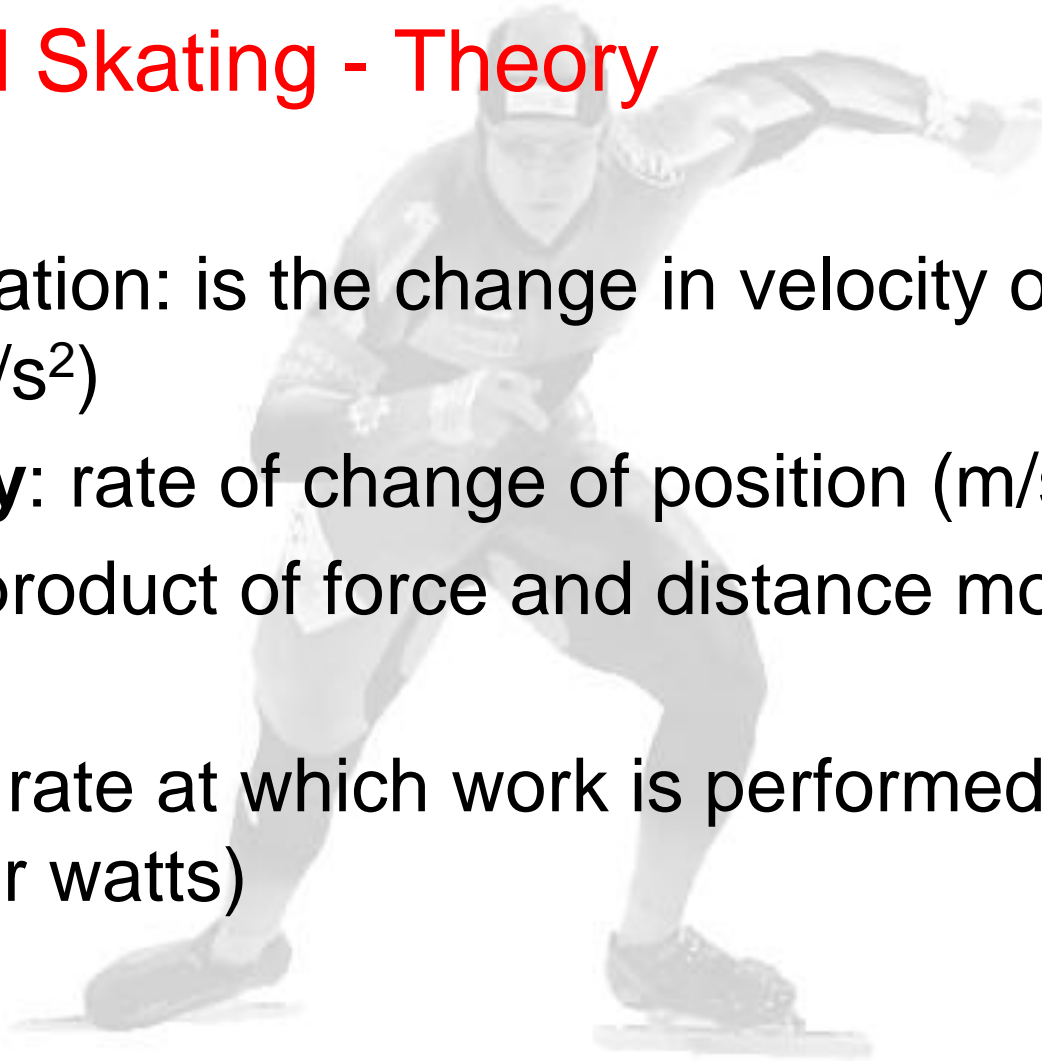 l Skating - Theory
ation: is the change in velocity o
/s²)
y: rate of change of position (m/s
product of force and distance mo
rate at which work is performed
r watts)